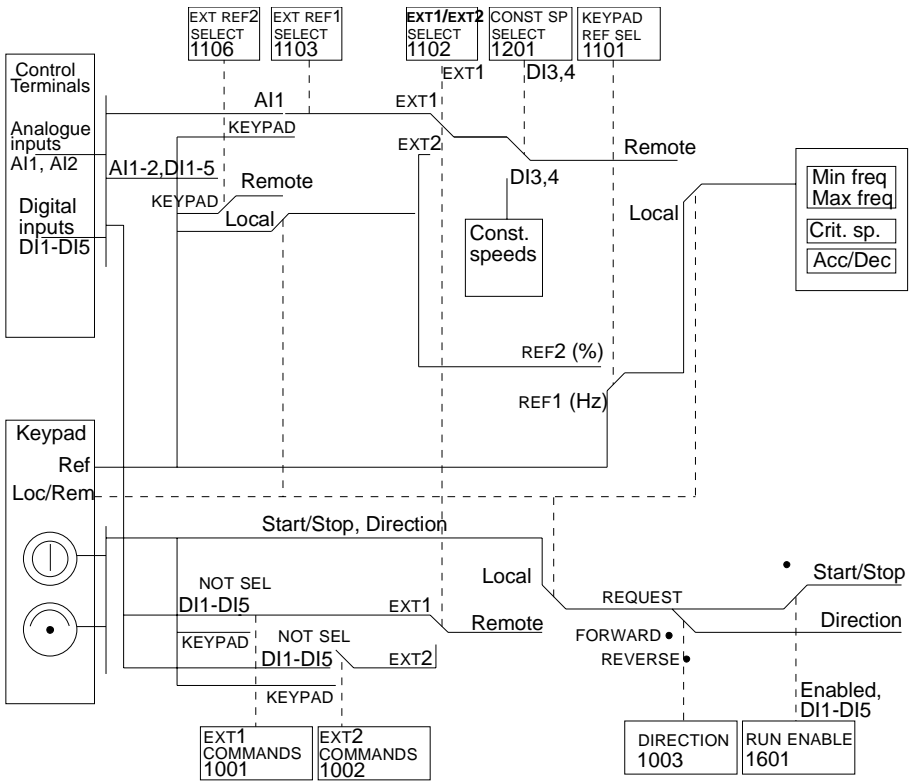 EXT REF2
SELECT
1106
EXT REF1
SELECT
1103
EXT1/EXT2
SELECT
1102
CONST SP
SELECT
1201
KEYPAD
REF SEL
1101
Control
Terminals
Analogue
inputs
AI1, AI2
Digital
inputs
DI1-DI5
AI1
KEYPAD
AI1-2,DI1-5
KEYPAD
Remote
Local
EXT1
EXT1
EXT2
DI3,4
DI3,4
Remote
Const.
speeds
Local
Min freq
Max freq
Crit. sp.
Acc/Dec
REF2 (%)
REF1 (Hz)
Keypad
Ref
Loc/Rem
Start/Stop, Direction
NOT SEL
DI1-DI5
KEYPAD
EXT1
NOT SEL
DI1-DI5
EXT2
KEYPAD
Remote
Local
REQUEST
Start/Stop
Direction
FORWARD
REVERSE
Enabled,
DI1-DI5
EXT1
COMMANDS
1001
EXT2
COMMANDS
1002
DIRECTION
1003
RUN ENABLE
1601